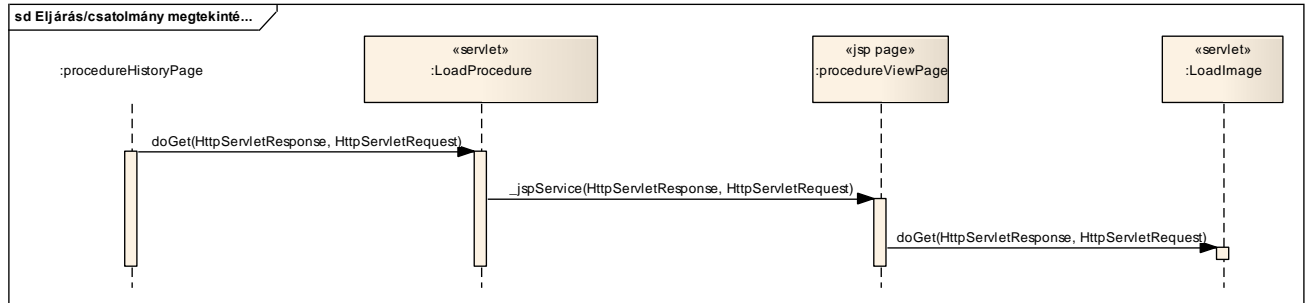 sd Eljárás/csatolmány megtekinté...
«servlet»
«jsp page»
«servlet»
:procedureHistoryPage
:LoadProcedure
:procedureViewPage
:LoadImage
doGet(HttpServletResponse, HttpServletRequest)
_jspService(HttpServletResponse, HttpServletRequest)
doGet(HttpServletResponse, HttpServletRequest)